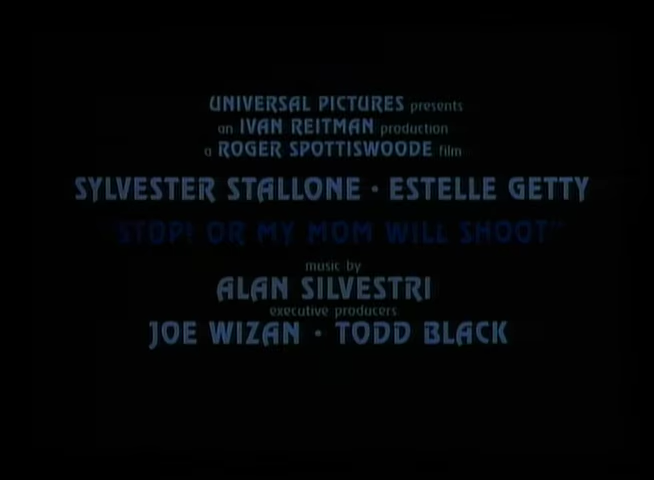 UNIVERSAL PICTURES presents
an IVAN REITMAN production
a ROGER SPOTTISWOODE film
SYLVESTER STALLONE • ESTELLE GETTY
"STOP! OR MY MOM WILL SHOOT"
music by
ALAN SILVESTRI
executive producers
JOE WIZAN • TODD BLACK